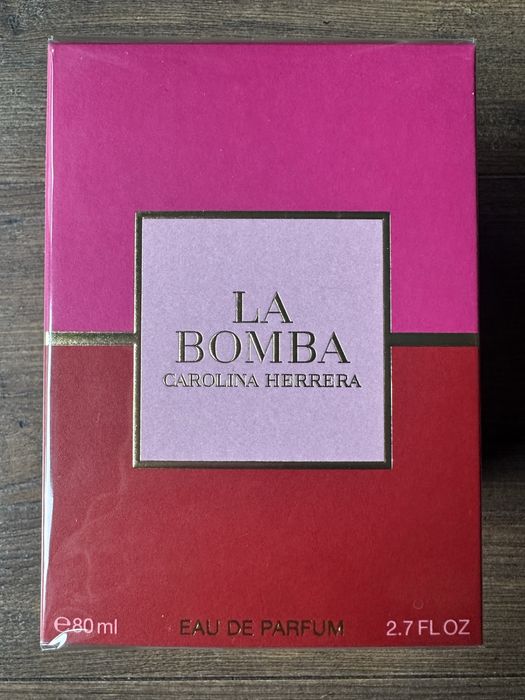 LA
BOMBA
CAROLINA HERRERA
℮80 ml EAU DE PARFUM 2.7 FL OZ